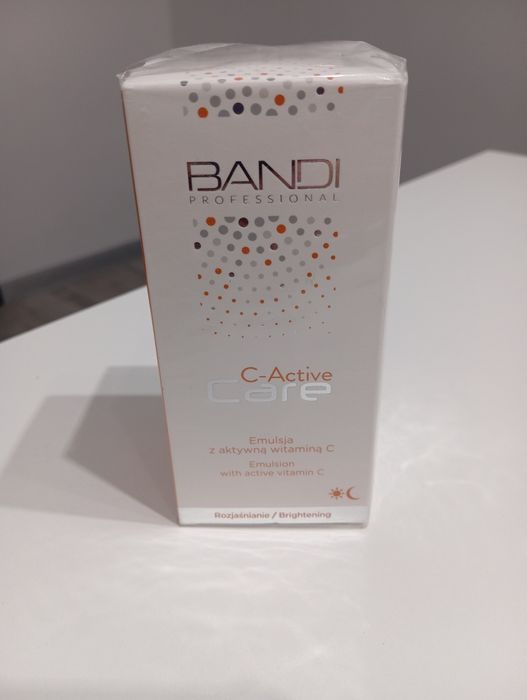 BANDI
PROFESSIONAL
C-Active
Care
Emulsja
z aktywną witaminą C
Emulsion
with active vitamin C
Rozjaśnianie / Brightening